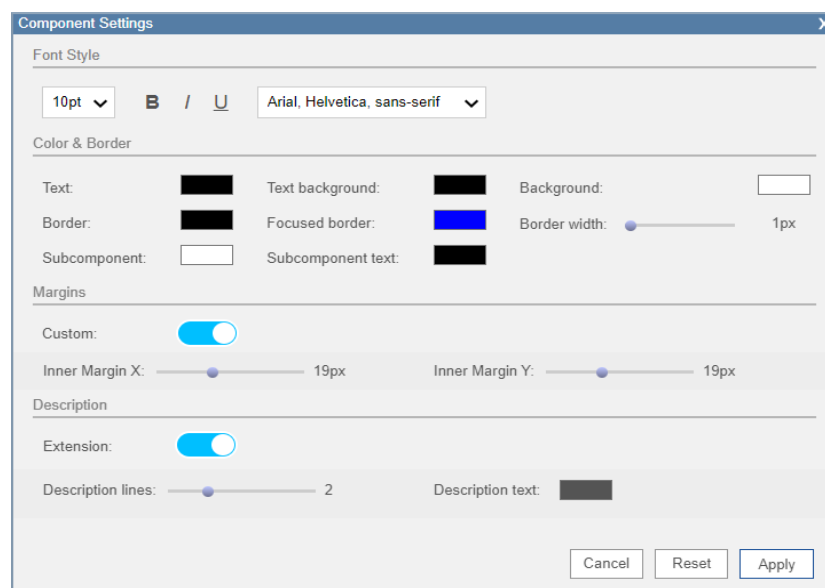 Component Settings X
Font Style
10pt B I U Arial, Helvetica, sans-serif
Color & Border
Text: Text background: Background:
Border: Focused border: Border width: 1px
Subcomponent: Subcomponent text:
Margins
Custom:
Inner Margin X: 19px Inner Margin Y: 19px
Description
Extension:
Description lines: 2 Description text:
Cancel Reset Apply